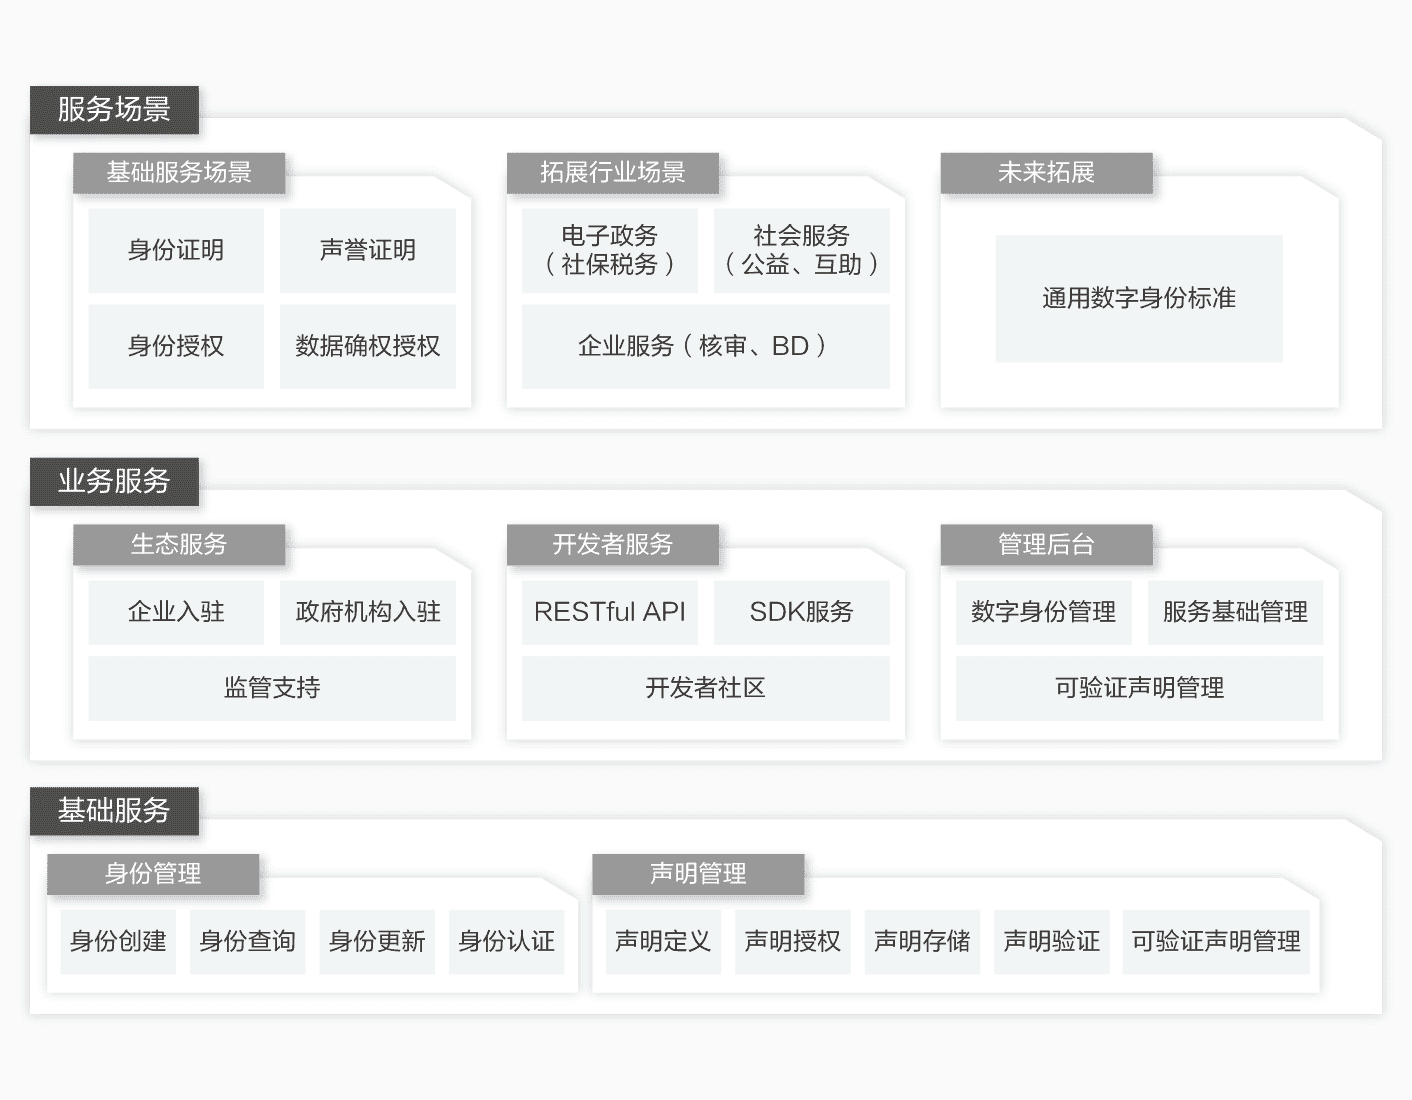 服务场景
基础服务场景
身份证明
声誉证明
身份授权
数据确权授权
拓展行业场景
电子政务
（社保税务）
社会服务
（公益、互助）
企业服务（核审、BD）
未来拓展
通用数字身份标准
业务服务
生态服务
企业入驻
政府机构入驻
监管支持
开发者服务
RESTful API
SDK服务
开发者社区
管理后台
数字身份管理
服务基础管理
可验证声明管理
基础服务
身份管理
身份创建
身份查询
身份更新
身份认证
声明管理
声明定义
声明授权
声明存储
声明验证
可验证声明管理